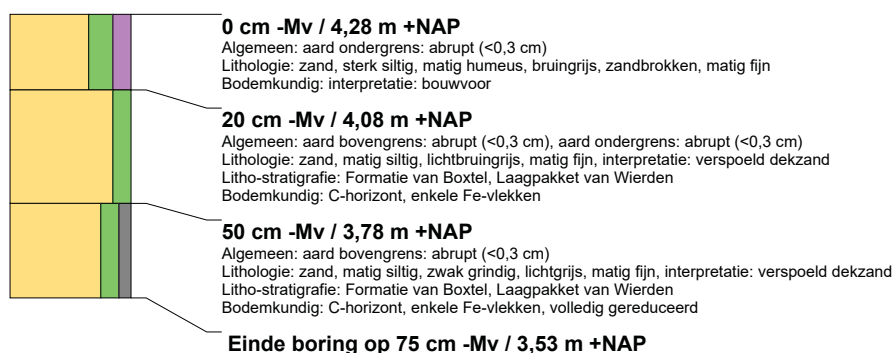 0 cm -Mv / 4,28 m +NAP
Algemeen: aard ondergrens: abrupt (<0,3 cm)
Lithologie: zand, sterk siltig, matig humeus, bruingrijs, zandbrokken, matig fijn
Bodemkundig: interpretatie: bouwvoor
20 cm -Mv / 4,08 m +NAP
Algemeen: aard bovengrens: abrupt (<0,3 cm), aard ondergrens: abrupt (<0,3 cm)
Lithologie: zand, matig siltig, lichtbruingrijs, matig fijn, interpretatie: verspoeld dekzand
Litho-stratigrafie: Formatie van Boxtel, Laagpakket van Wierden
Bodemkundig: C-horizont, enkele Fe-vlekken
50 cm -Mv / 3,78 m +NAP
Algemeen: aard bovengrens: abrupt (<0,3 cm)
Lithologie: zand, matig siltig, zwak grindig, lichtgrijs, matig fijn, interpretatie: verspoeld dekzand
Litho-stratigrafie: Formatie van Boxtel, Laagpakket van Wierden
Bodemkundig: C-horizont, enkele Fe-vlekken, volledig gereduceerd
Einde boring op 75 cm -Mv / 3,53 m +NAP